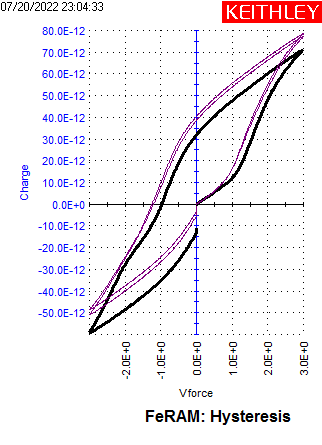 07/20/2022 23:04:33
KEITHLEY
80.0E-12
70.0E-12
60.0E-12
50.0E-12
40.0E-12
30.0E-12
20.0E-12
10.0E-12
0.0E+0
-10.0E-12
-20.0E-12
-30.0E-12
-40.0E-12
-50.0E-12
Charge
-2.0E+0
-1.0E+0
0.0E+0
1.0E+0
2.0E+0
3.0E+0
Vforce
FeRAM: Hysteresis